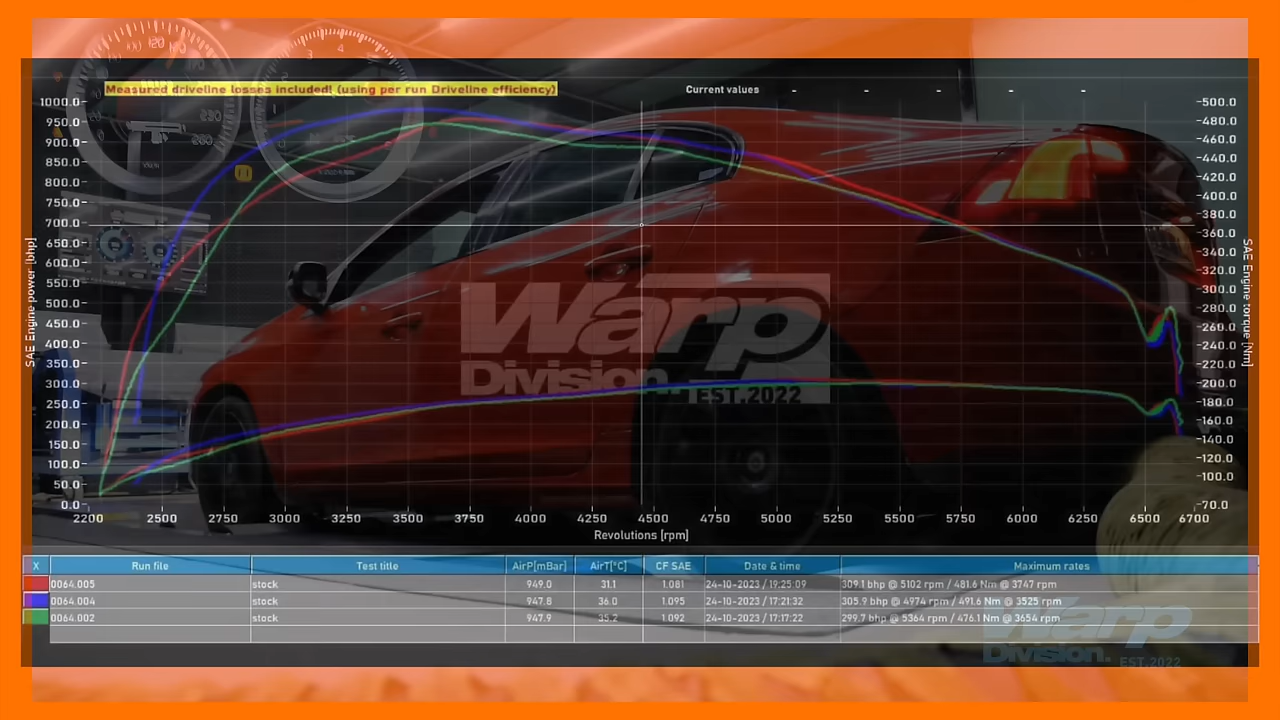 Measured driveline losses included! (using per run Driveline efficiency)
Current values - - - - -
1000.0
950.0
900.0
850.0
800.0
750.0
700.0
650.0
600.0
550.0
500.0
450.0
400.0
350.0
300.0
250.0
200.0
150.0
100.0
50.0
0.0
SAE Engine power [bhp]
500.0
480.0
460.0
440.0
420.0
400.0
380.0
360.0
340.0
320.0
300.0
280.0
260.0
240.0
220.0
200.0
180.0
160.0
140.0
120.0
100.0
70.0
SAE Engine torque [Nm]
Warp
Division.
EST.2022
2200 2500 2750 3000 3250 3500 3750 4000 4250 4500 4750 5000 5250 5500 5750 6000 6250 6500 6700
Revolutions [rpm]
X Run file Test title AirP[mBar] AirT[°C] CF SAE Date & time Maximum rates
0064.005 stock 949.0 31.1 1.081 24-10-2023 / 19:25:09 309.1 bhp @ 5102 rpm / 481.6 Nm @ 3747 rpm
0064.004 stock 947.8 36.0 1.095 24-10-2023 / 17:21:32 305.9 bhp @ 4974 rpm / 491.6 Nm @ 3525 rpm
0064.002 stock 947.9 35.2 1.092 24-10-2023 / 17:17:22 299.7 bhp @ 5364 rpm / 476.1 Nm @ 3654 rpm
Warp
Division.
EST.2022